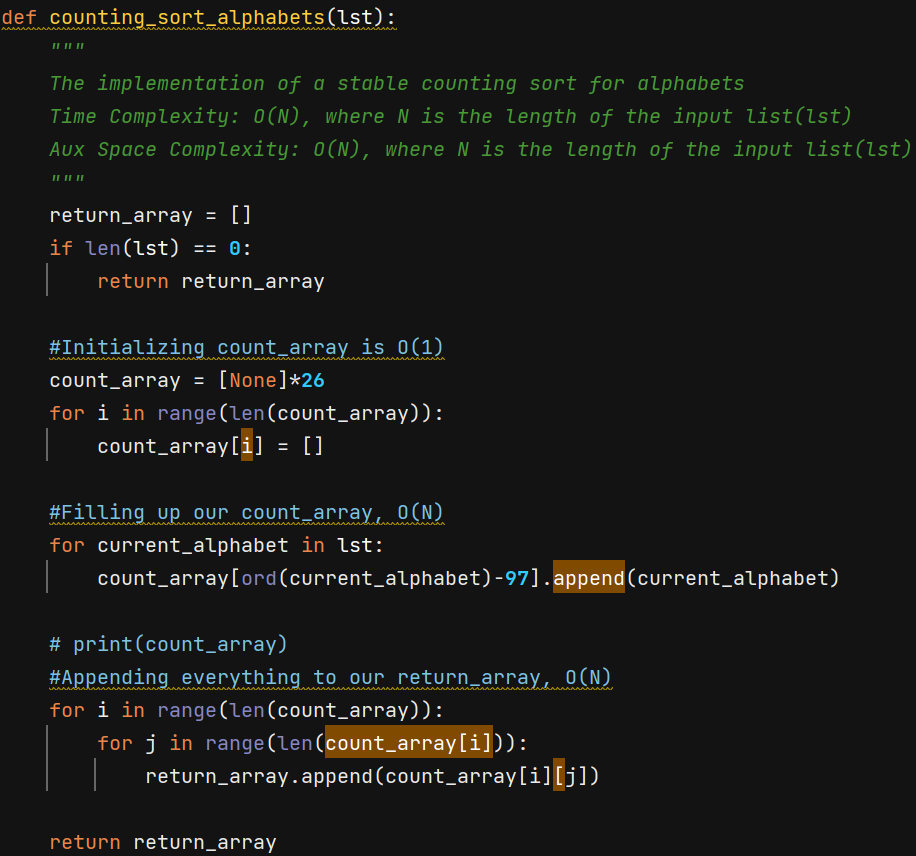 def counting_sort_alphabets(lst):
    """
    The implementation of a stable counting sort for alphabets
    Time Complexity: O(N), where N is the length of the input list(lst)
    Aux Space Complexity: O(N), where N is the length of the input list(lst)
    """
    return_array = []
    if len(lst) == 0:
        return return_array
    #Initializing count_array is O(1)
    count_array = [None]*26
    for i in range(len(count_array)):
        count_array[i] = []
    #Filling up our count_array, O(N)
    for current_alphabet in lst:
        count_array[ord(current_alphabet)-97].append(current_alphabet)
    # print(count_array)
    #Appending everything to our return_array, O(N)
    for i in range(len(count_array)):
        for j in range(len(count_array[i])):
            return_array.append(count_array[i][j])
    return return_array